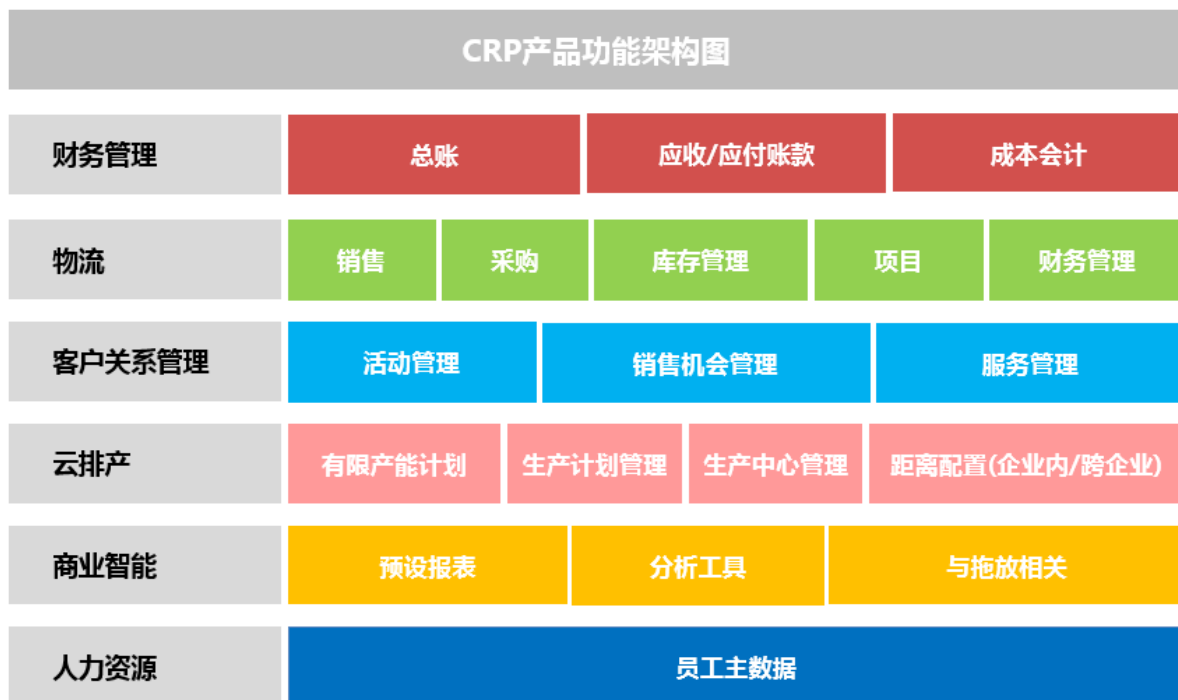 CRP产品功能架构图
财务管理 总账 应收/应付账款 成本会计
物流 销售 采购 库存管理 项目 财务管理
客户关系管理 活动管理 销售机会管理 服务管理
云排产 有限产能计划 生产计划管理 生产中心管理 距离配置(企业内/跨企业)
商业智能 预设报表 分析工具 与拖放相关
人力资源 员工主数据